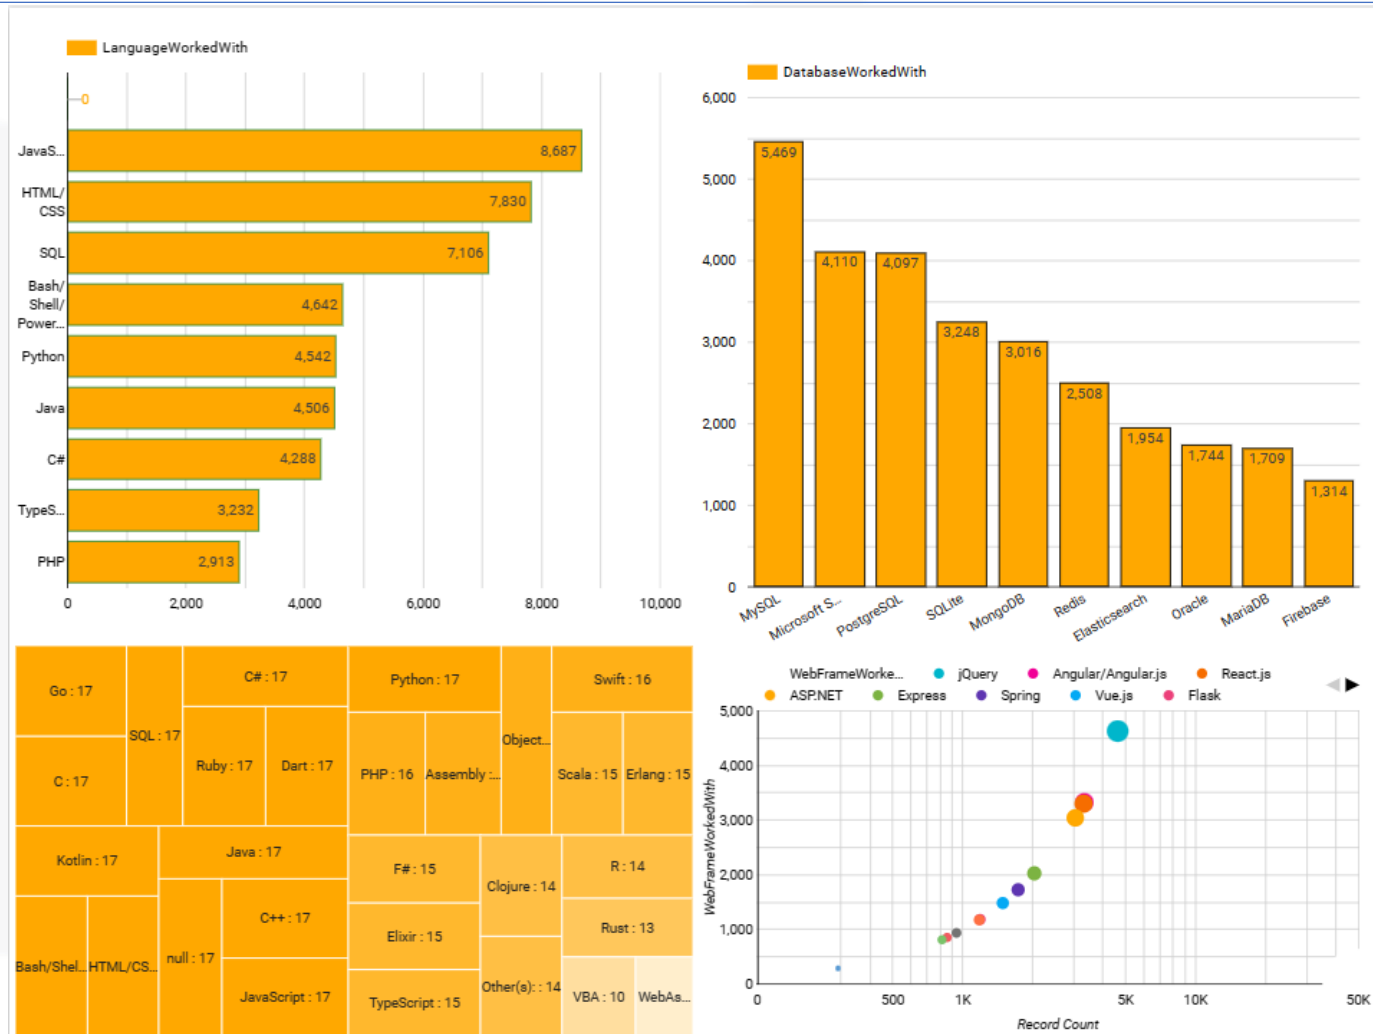 LanguageWorkedWith
0
JavaS...
8,687
HTML/
CSS
7,830
SQL
7,106
Bash/
Shell/
Power...
4,642
Python
4,542
Java
4,506
C#
4,288
TypeS...
3,232
PHP
2,913
0
2,000
4,000
6,000
8,000
10,000
DatabaseWorkedWith
6,000
5,000
4,000
3,000
2,000
1,000
0
5,469
4,110
4,097
3,248
3,016
2,508
1,954
1,744
1,709
1,314
MySQL
Microsoft S...
PostgreSQL
SQLite
MongoDB
Redis
Elasticsearch
Oracle
MariaDB
Firebase
Go : 17
SQL : 17
C# : 17
Python : 17
Object...
Swift : 16
C : 17
Ruby : 17
Dart : 17
PHP : 16
Assembly :...
Scala : 15
Erlang : 15
Kotlin : 17
Java : 17
F# : 15
Clojure : 14
R : 14
Bash/Shel...
HTML/CS...
null : 17
C++ : 17
Elixir : 15
Rust : 13
JavaScript : 17
TypeScript : 15
Other(s): : 14
VBA : 10
WebAs...
WebFrameWorke...
jQuery
Angular/Angular.js
React.js
ASP.NET
Express
Spring
Vue.js
Flask
WebFrameWorkedWith
5,000
4,000
3,000
2,000
1,000
0
0
500
1K
5K
10K
50K
Record Count